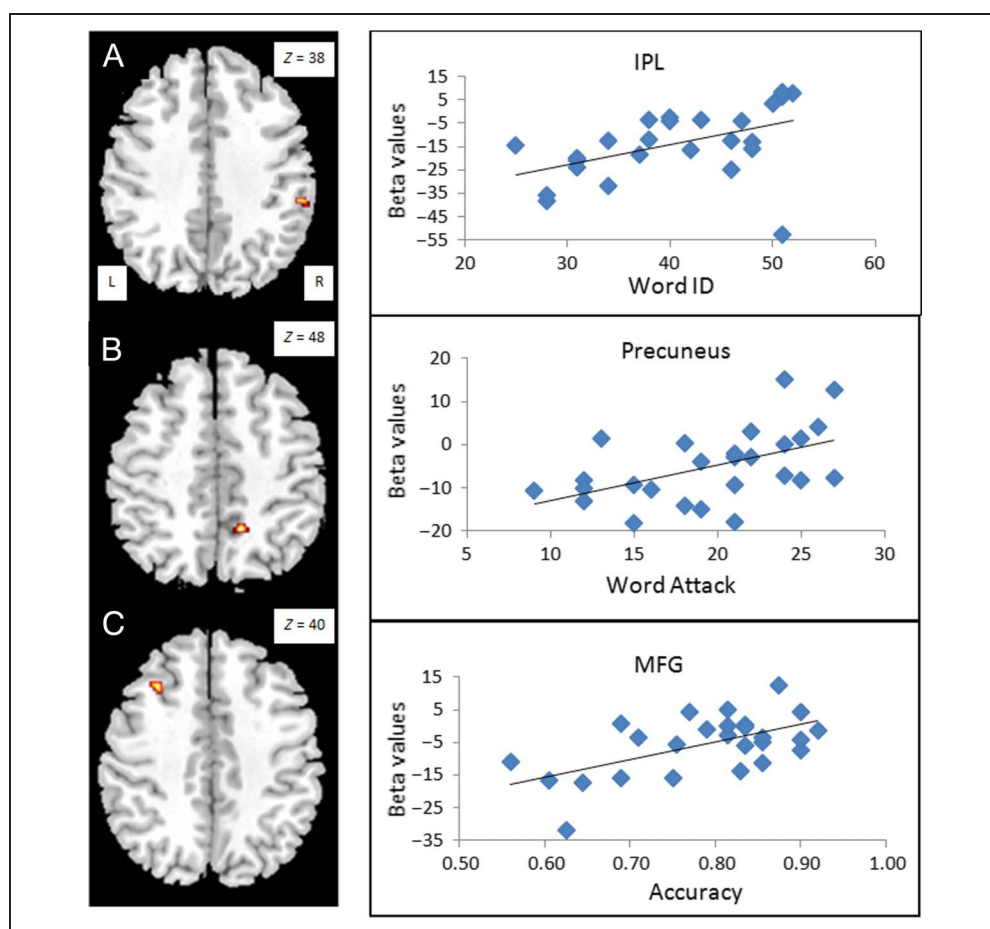 A
Z = 38
L
R
IPL
Beta values
15
5
−5
−15
−25
−35
−45
−55
20
30
40
50
60
Word ID
B
Z = 48
Precuneus
Beta values
20
10
0
−10
−20
5
10
15
20
25
30
Word Attack
C
Z = 40
MFG
Beta values
15
5
−5
−15
−25
−35
0.50
0.60
0.70
0.80
0.90
1.00
Accuracy